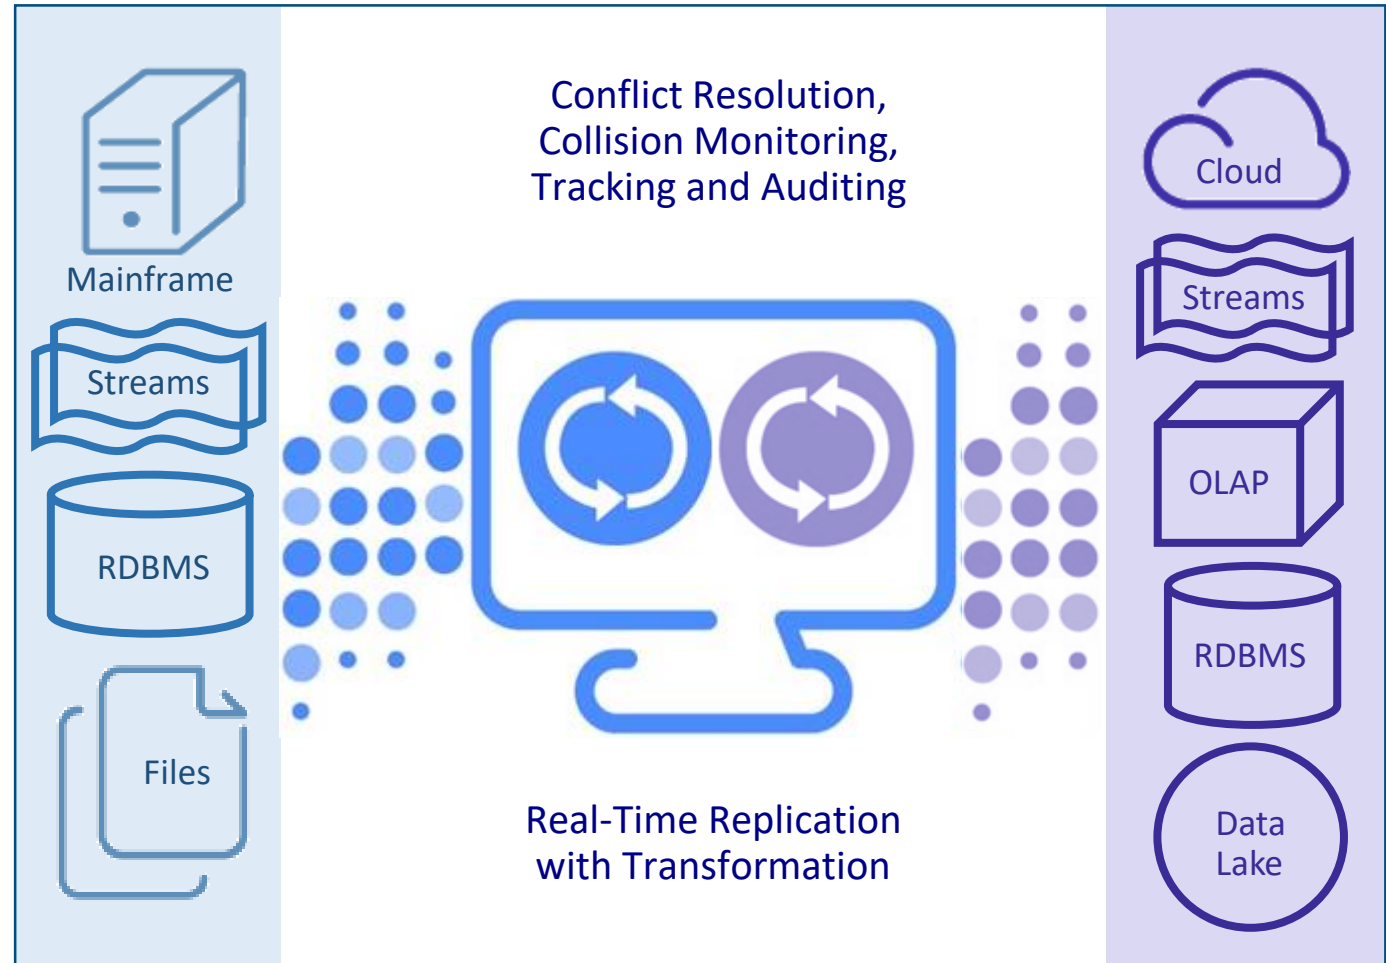 Mainframe
Streams
RDBMS
Files
Conflict Resolution,
Collision Monitoring,
Tracking and Auditing
Real-Time Replication
with Transformation
Cloud
Streams
OLAP
RDBMS
Data
Lake